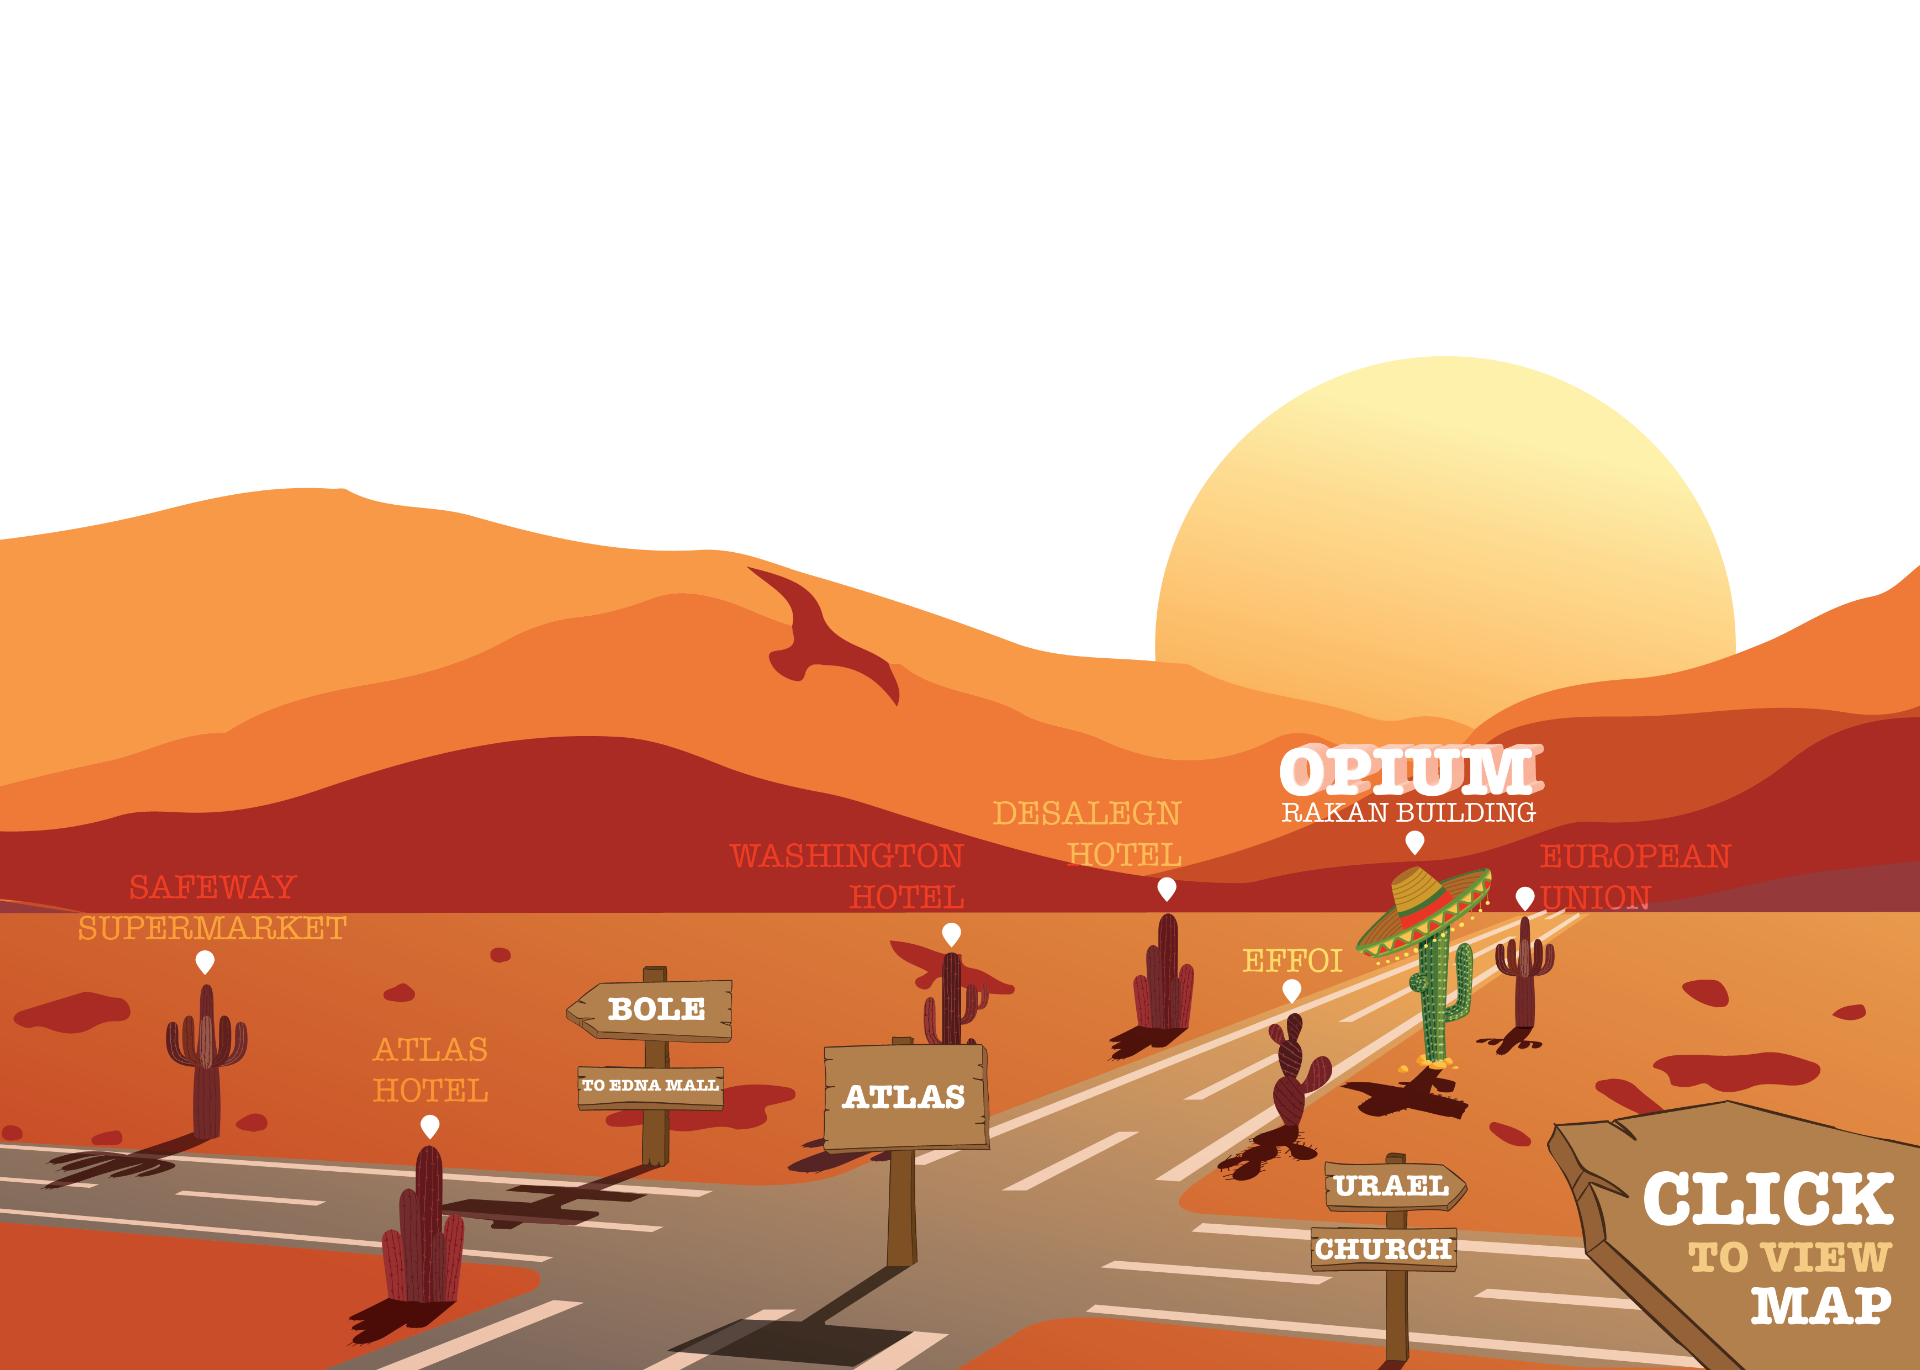 OPIUM
RAKAN BUILDING
DESALEGN
HOTEL
WASHINGTON
HOTEL
EUROPEAN
UNION
SAFEWAY
SUPERMARKET
EFFOI
BOLE
TO EDNA MALL
ATLAS
HOTEL
ATLAS
URAEL
CHURCH
CLICK
TO VIEW
MAP